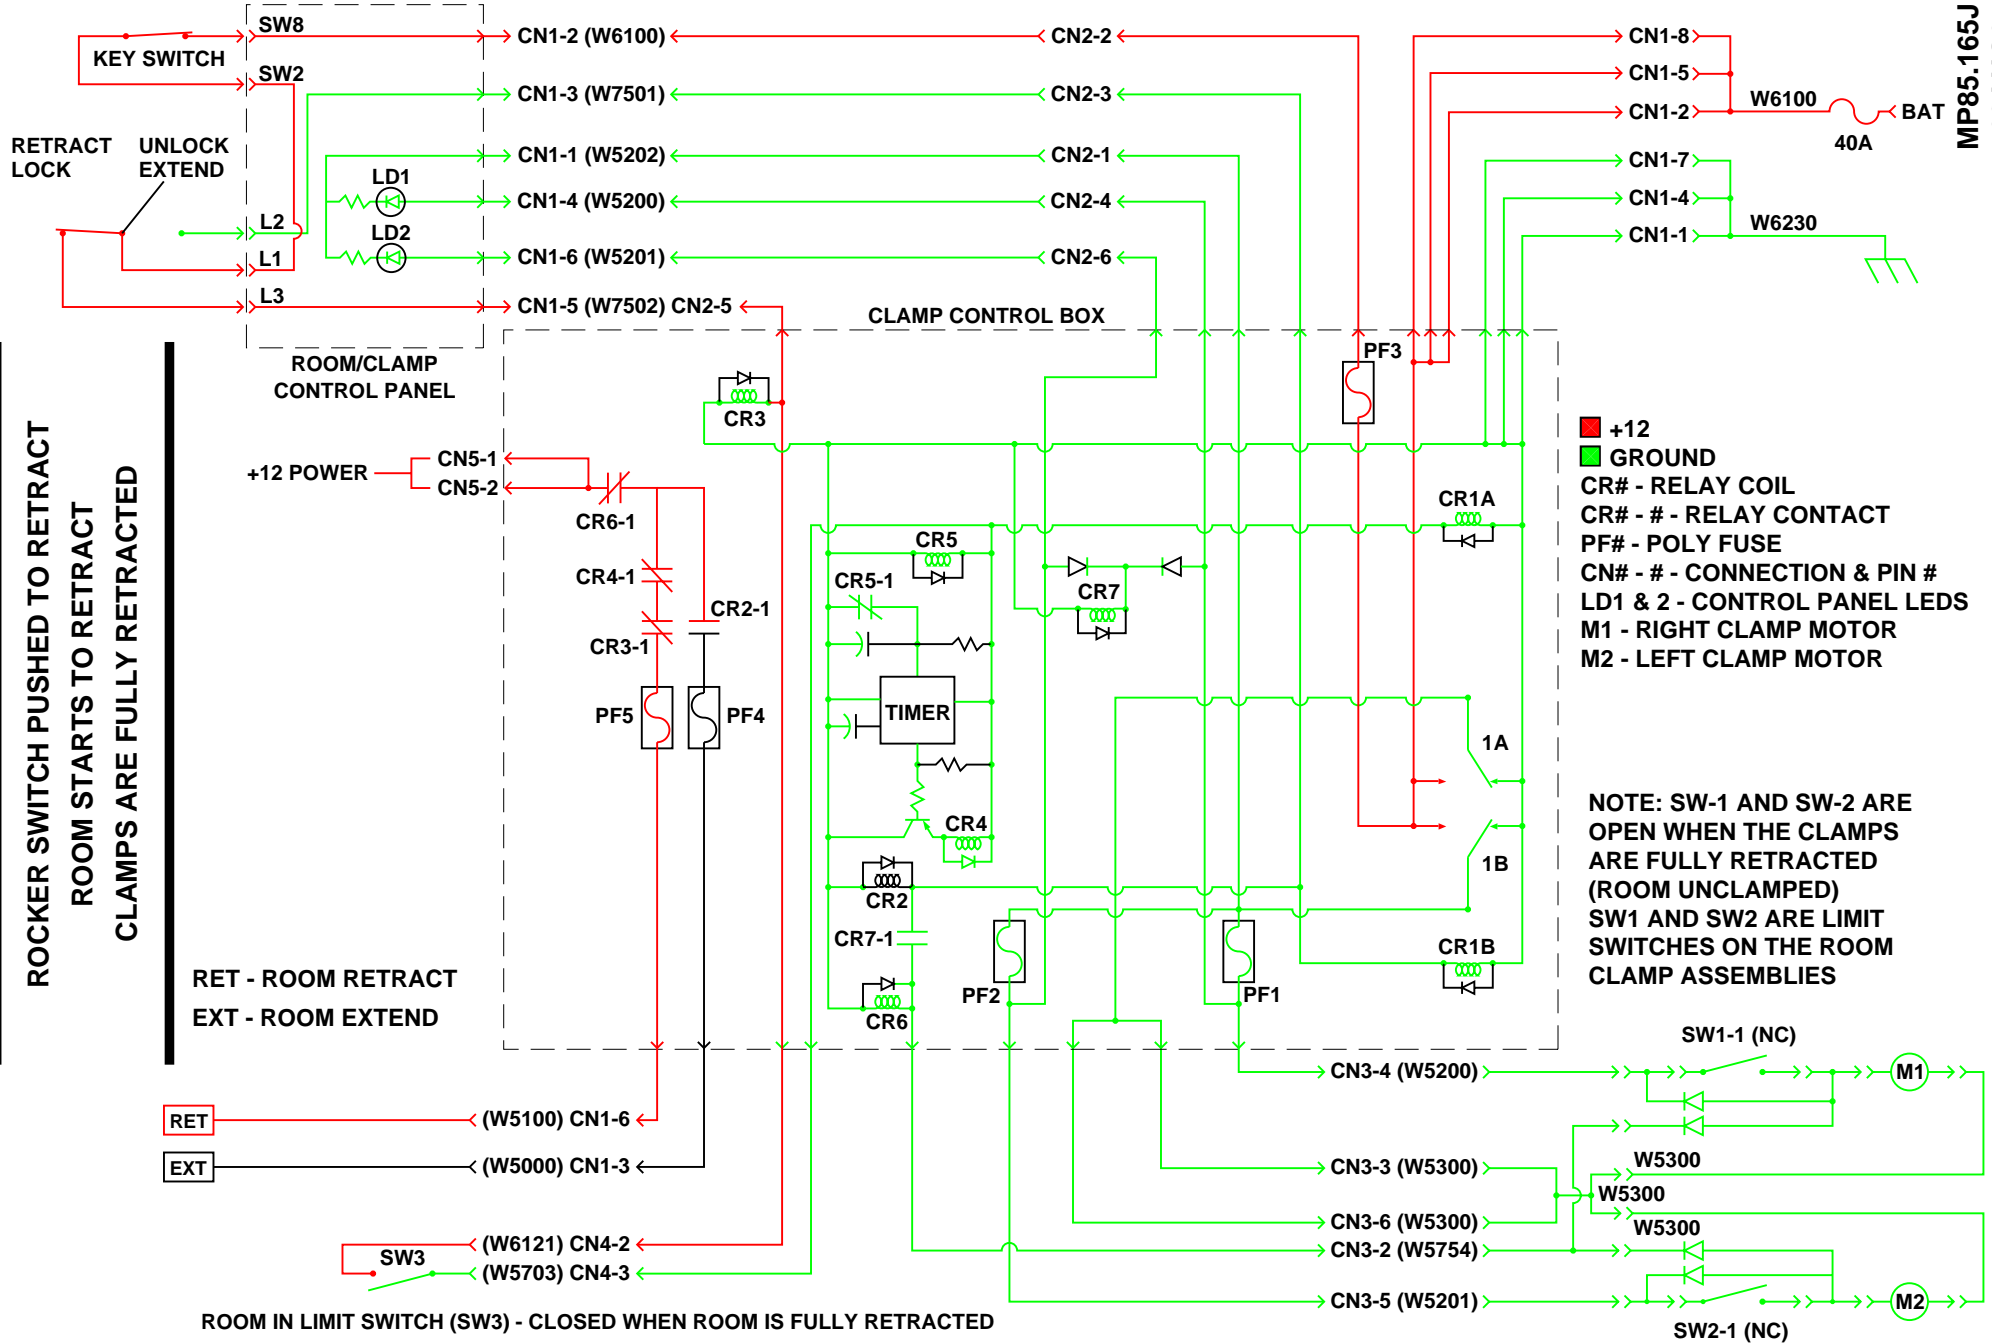 SW8
KEY SWITCH
SW2
RETRACT
LOCK
UNLOCK
EXTEND
L2
L1
L3
LD1
LD2
ROOM/CLAMP
CONTROL PANEL
CN1-2 (W6100)
CN2-2
CN1-3 (W7501)
CN2-3
CN1-1 (W5202)
CN2-1
CN1-4 (W5200)
CN2-4
CN1-6 (W5201)
CN2-6
CN1-5 (W7502) CN2-5
CLAMP CONTROL BOX
CN1-8
CN1-5
CN1-2
W6100
BAT
40A
CN1-7
CN1-4
CN1-1
W6230
MP85.165J
ROCKER SWITCH PUSHED TO RETRACT
ROOM STARTS TO RETRACT
CLAMPS ARE FULLY RETRACTED
+12 POWER
CN5-1
CN5-2
CR6-1
CR4-1
CR3-1
CR2-1
PF5
PF4
CR3
PF3
CR5
CR5-1
CR7
CR1A
TIMER
CR4
CR2
CR7-1
CR6
PF2
PF1
1A
1B
CR1B
+12
GROUND
CR# - RELAY COIL
CR# - # - RELAY CONTACT
PF# - POLY FUSE
CN# - # - CONNECTION & PIN #
LD1 & 2 - CONTROL PANEL LEDS
M1 - RIGHT CLAMP MOTOR
M2 - LEFT CLAMP MOTOR
NOTE: SW-1 AND SW-2 ARE
OPEN WHEN THE CLAMPS
ARE FULLY RETRACTED
(ROOM UNCLAMPED)
SW1 AND SW2 ARE LIMIT
SWITCHES ON THE ROOM
CLAMP ASSEMBLIES
RET - ROOM RETRACT
EXT - ROOM EXTEND
RET
(W5100) CN1-6
EXT
(W5000) CN1-3
(W6121) CN4-2
SW3
(W5703) CN4-3
ROOM IN LIMIT SWITCH (SW3) - CLOSED WHEN ROOM IS FULLY RETRACTED
SW1-1 (NC)
CN3-4 (W5200)
M1
CN3-3 (W5300)
W5300
W5300
CN3-6 (W5300)
W5300
CN3-2 (W5754)
CN3-5 (W5201)
M2
SW2-1 (NC)